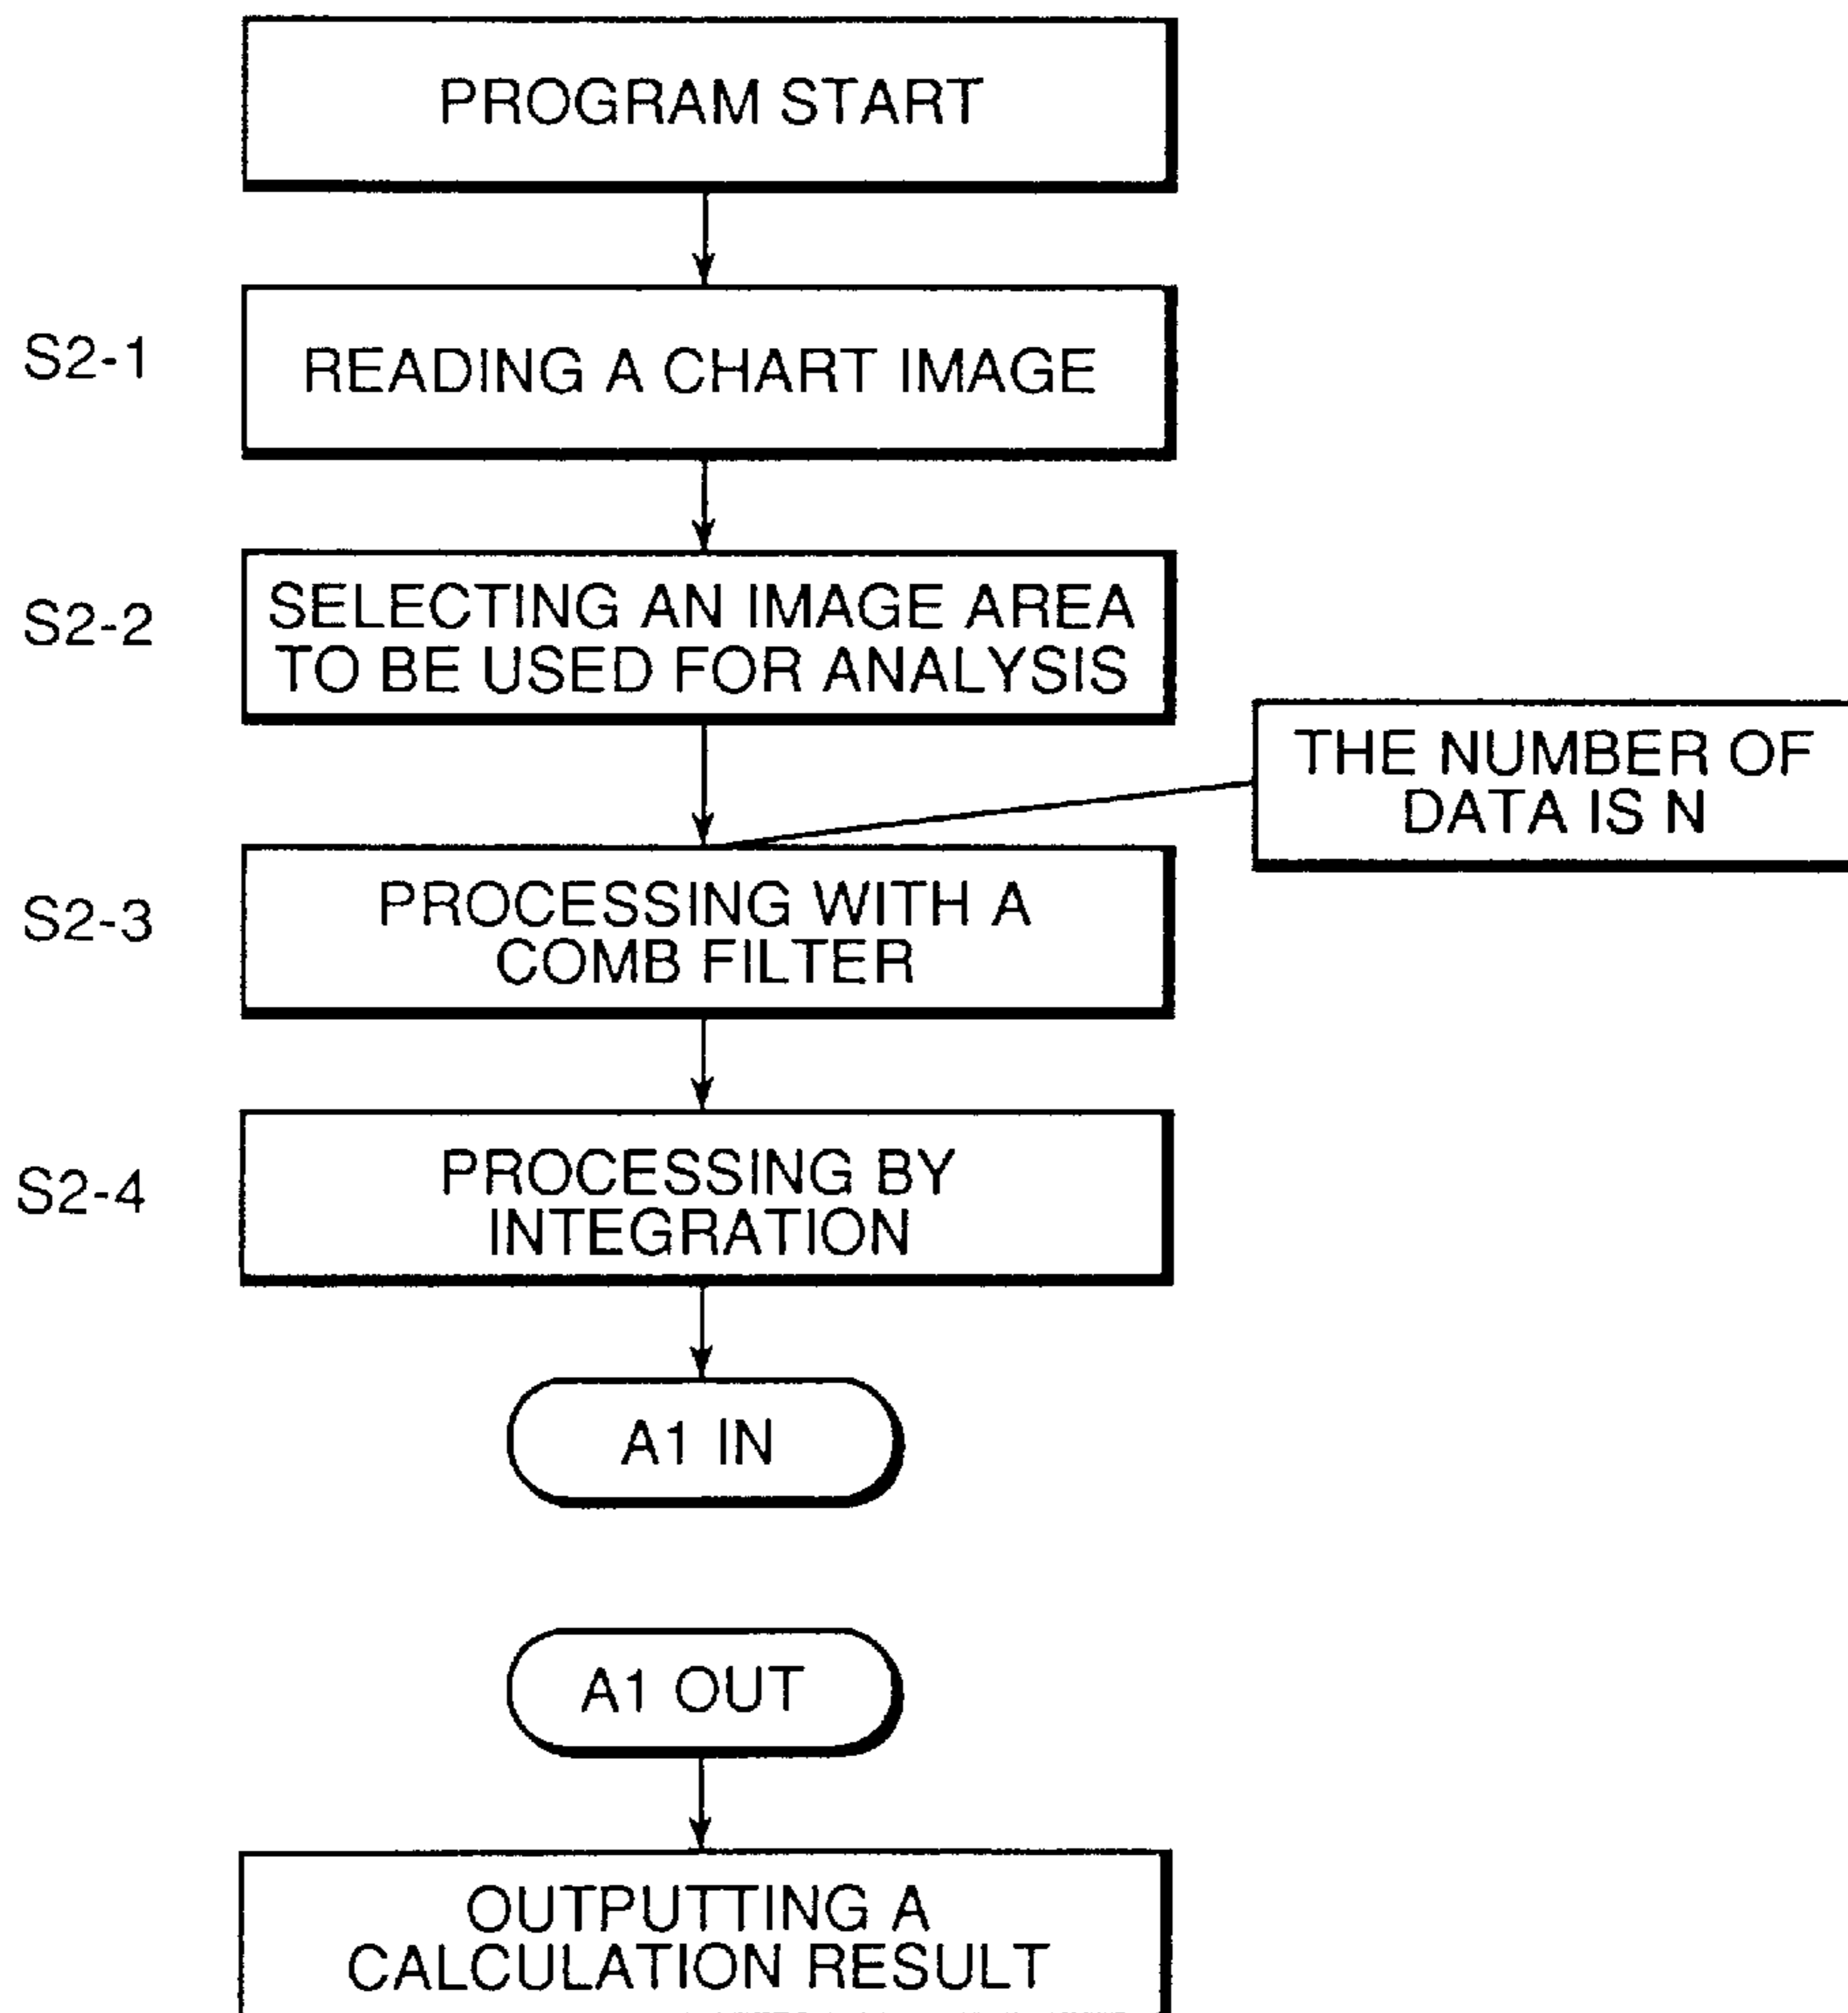 PROGRAM START
S2-1
READING A CHART IMAGE
S2-2
SELECTING AN IMAGE AREA
TO BE USED FOR ANALYSIS
THE NUMBER OF
DATA IS N
S2-3
PROCESSING WITH A
COMB FILTER
S2-4
PROCESSING BY
INTEGRATION
A1 IN
A1 OUT
OUTPUTTING A
CALCULATION RESULT